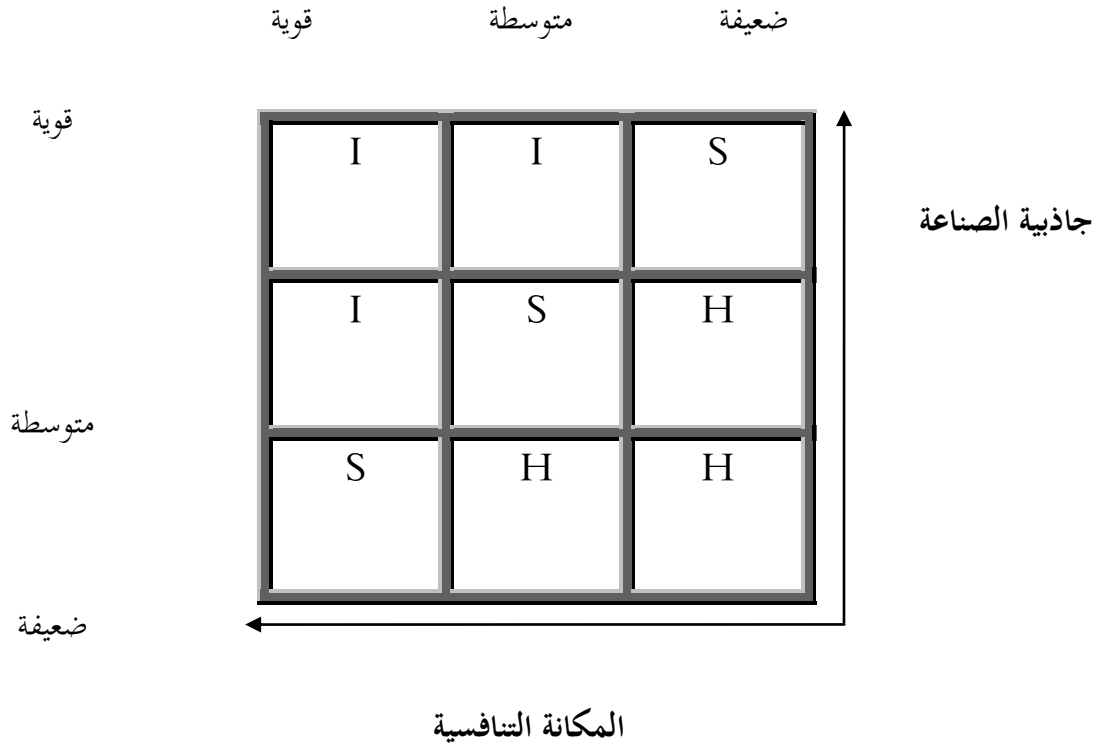 ضعيفة متوسطة قوية
قوية
I I S
جاذبية الصناعة
I S H
متوسطة
S H H
ضعيفة
المكانة التنافسية